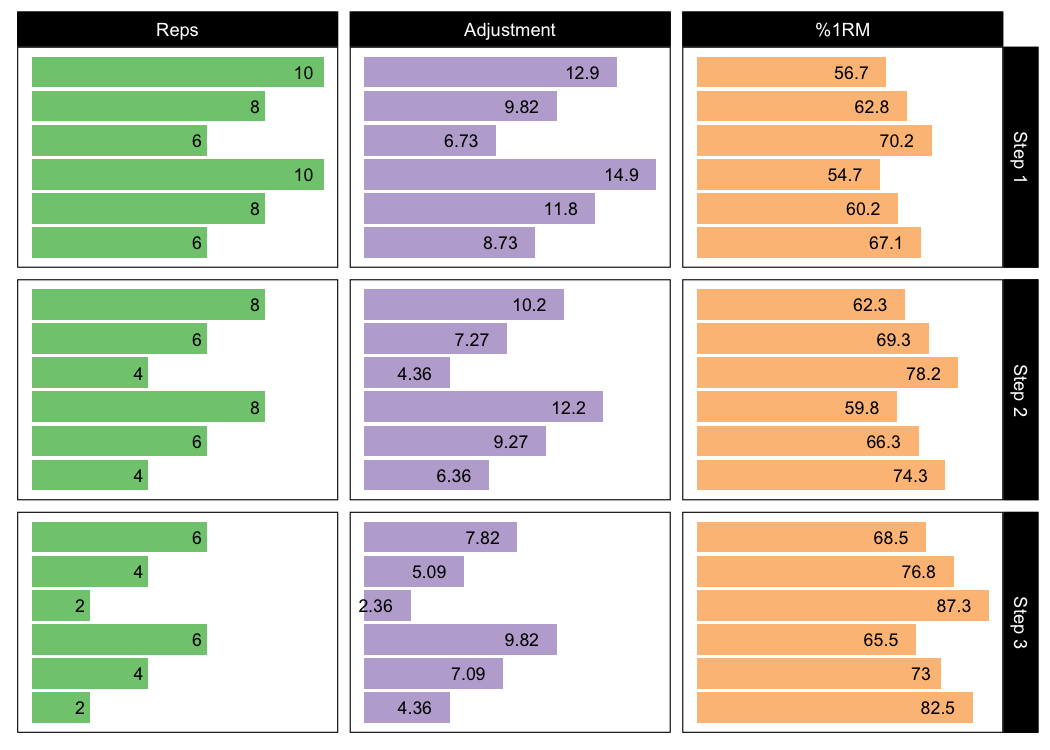 Reps Adjustment %1RM
10 12.9 56.7
8 9.82 62.8
6 6.73 70.2
10 14.9 54.7
8 11.8 60.2
6 8.73 67.1
Step 1
8 10.2 62.3
6 7.27 69.3
4 4.36 78.2
8 12.2 59.8
6 9.27 66.3
4 6.36 74.3
Step 2
6 7.82 68.5
4 5.09 76.8
2 2.36 87.3
6 9.82 65.5
4 7.09 73
2 4.36 82.5
Step 3